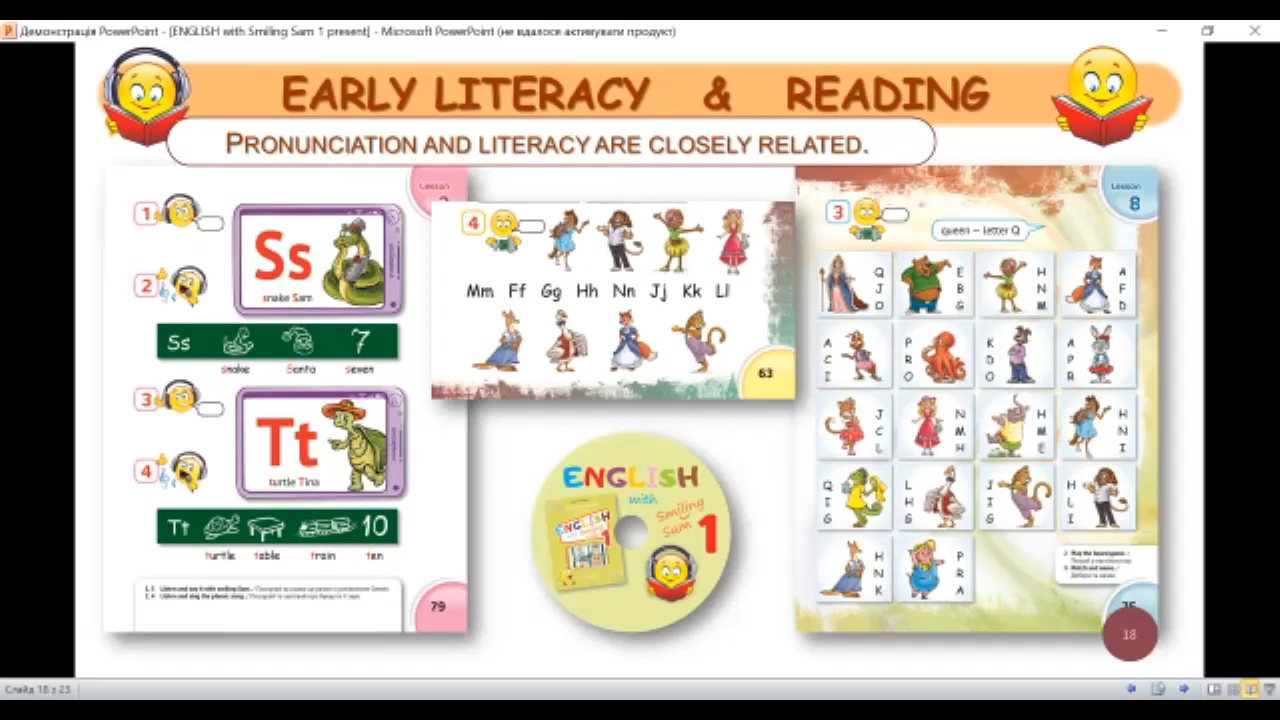 Демонстрація PowerPoint - [ENGLISH with Smiling Sam 1 present] - Microsoft PowerPoint (не вдалося активувати продукт)
EARLY LITERACY & READING
PRONUNCIATION AND LITERACY ARE CLOSELY RELATED.
Lesson
1
Ss
snake Sam
2
Ss 7
snake Santa seven
3
Tt
turtle Tina
4
Tt 10
turtle table train ten
79
4
Mm Ff Gg Hh Nn Jj Kk Ll
63
ENGLISH
with
Smiling
Sam 1
ENGLISH
1
Lesson
8
3
queen – letter Q
Q E H A
J B N F
O G M D
A P K A
C R D P
I O O R
J N H H
C M M N
L H E I
Q L J H
I H I L
G G G I
H P
N R
K A
75
18
Слайд 18 з 23